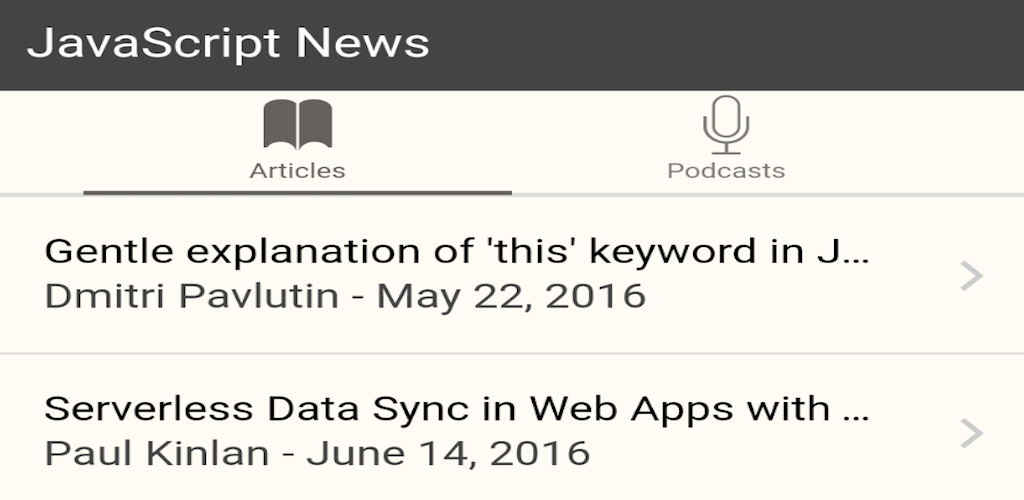 JavaScript News
Articles
Podcasts
Gentle explanation of 'this' keyword in J...
Dmitri Pavlutin - May 22, 2016
Serverless Data Sync in Web Apps with ...
Paul Kinlan - June 14, 2016